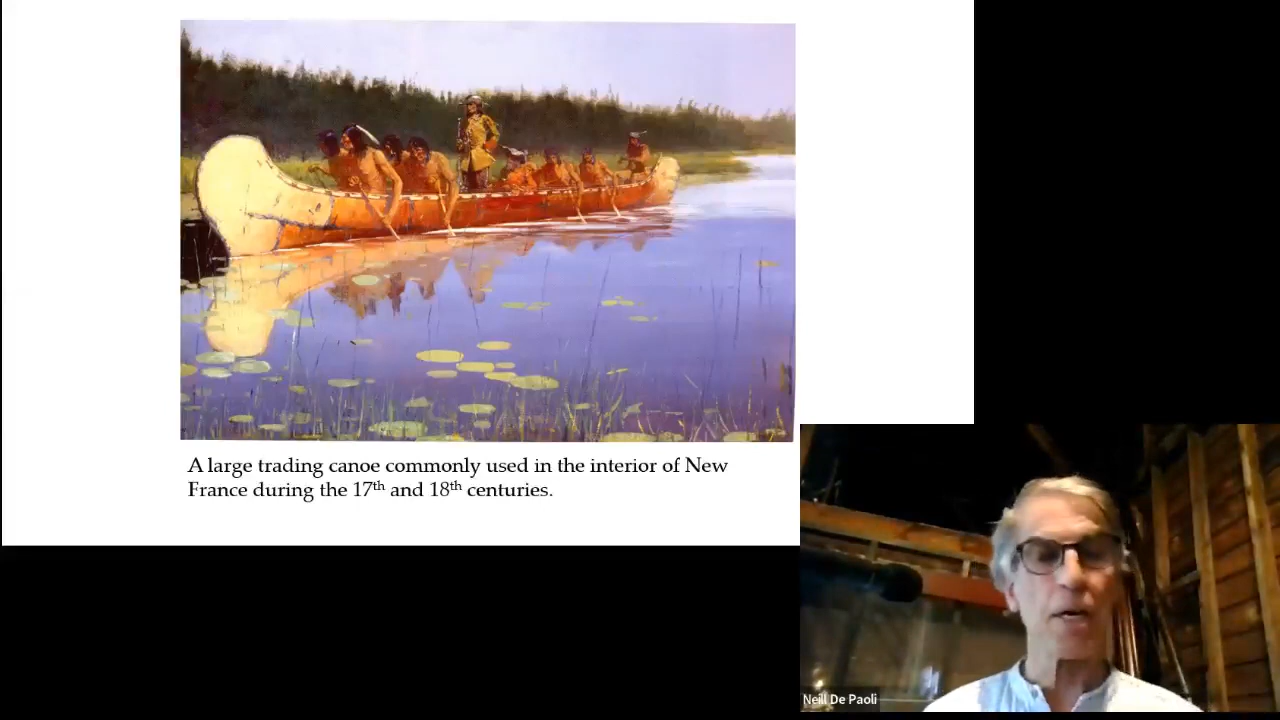 A large trading canoe commonly used in the interior of New
France during the 17th and 18th centuries.
Neill De Paoli